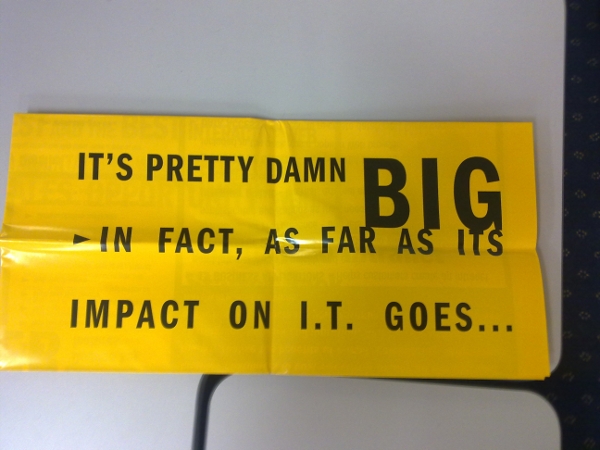 IT'S PRETTY DAMN BIG
►IN FACT, AS FAR AS ITS
IMPACT ON I.T. GOES...